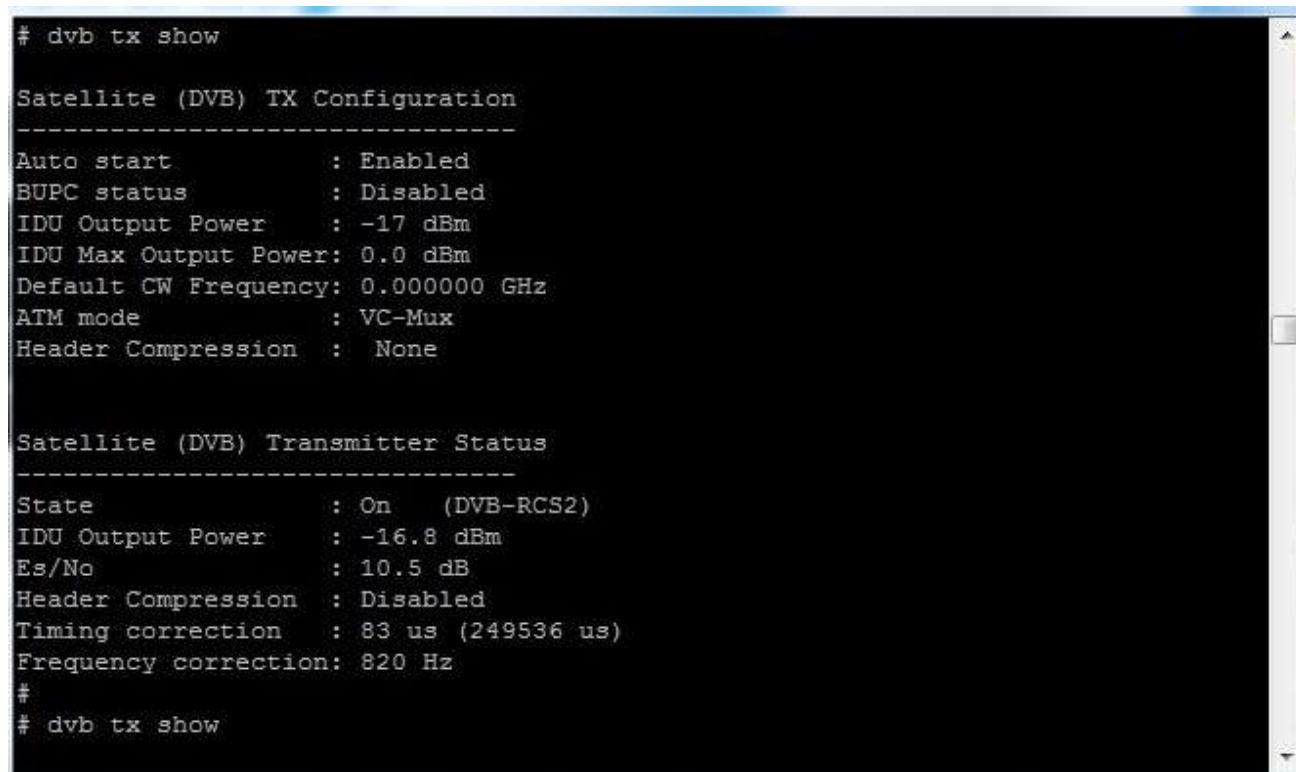 # dvb tx show
Satellite (DVB) TX Configuration
--------------------------------
Auto start          : Enabled
BUPC status         : Disabled
IDU Output Power    : -17 dBm
IDU Max Output Power: 0.0 dBm
Default CW Frequency: 0.000000 GHz
ATM mode            : VC-Mux
Header Compression  :  None
Satellite (DVB) Transmitter Status
--------------------------------
State               : On   (DVB-RCS2)
IDU Output Power    : -16.8 dBm
Es/No               : 10.5 dB
Header Compression  : Disabled
Timing correction   : 83 us (249536 us)
Frequency correction: 820 Hz
#
# dvb tx show